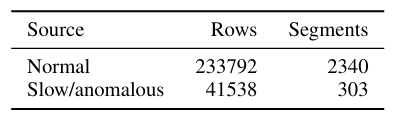 Source Rows Segments
Normal 233792 2340
Slow/anomalous 41538 303